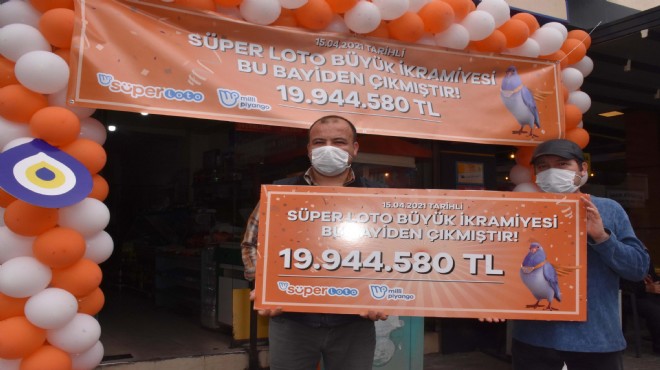 15.04.2021 TARİHLİ
SÜPER LOTO BÜYÜK İKRAMİYESİ
BU BAYİDEN ÇIKMIŞTIR!
19.944.580 TL
süper loto
milli piyango
15.04.2021 TARİHLİ
SÜPER LOTO BÜYÜK İKRAMİYESİ
BU BAYİDEN ÇIKMIŞTIR!
19.944.580 TL
süper loto
milli piyango